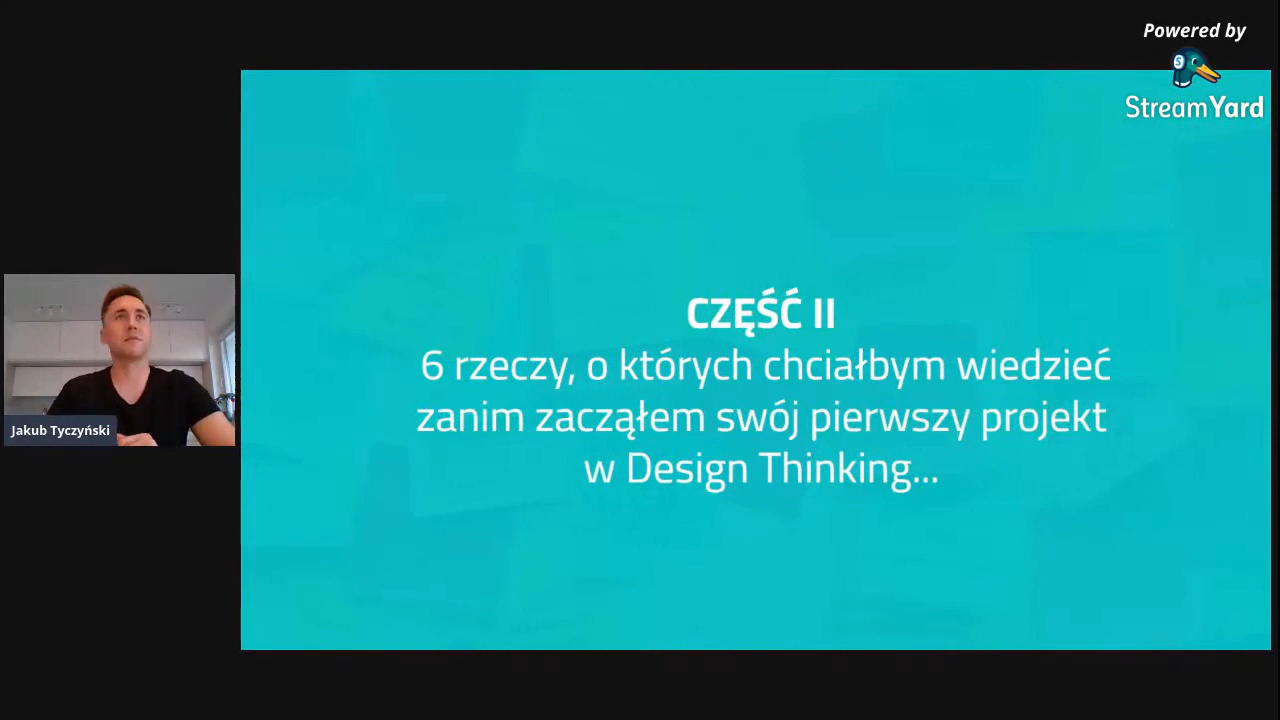 Powered by
StreamYard
CZĘŚĆ II
6 rzeczy, o których chciałbym wiedzieć
zanim zacząłem swój pierwszy projekt
w Design Thinking...
Jakub Tyczyński